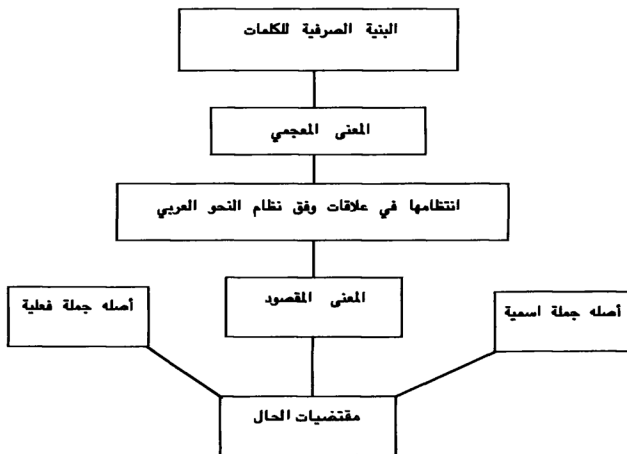 البنية الصرفية للكلمات
المعنى المعجمي
انتظامها في علاقات وفق نظام النحو العربي
المعنى المقصود
أصله جملة اسمية
أصله جملة فعلية
مقتضيات الحال